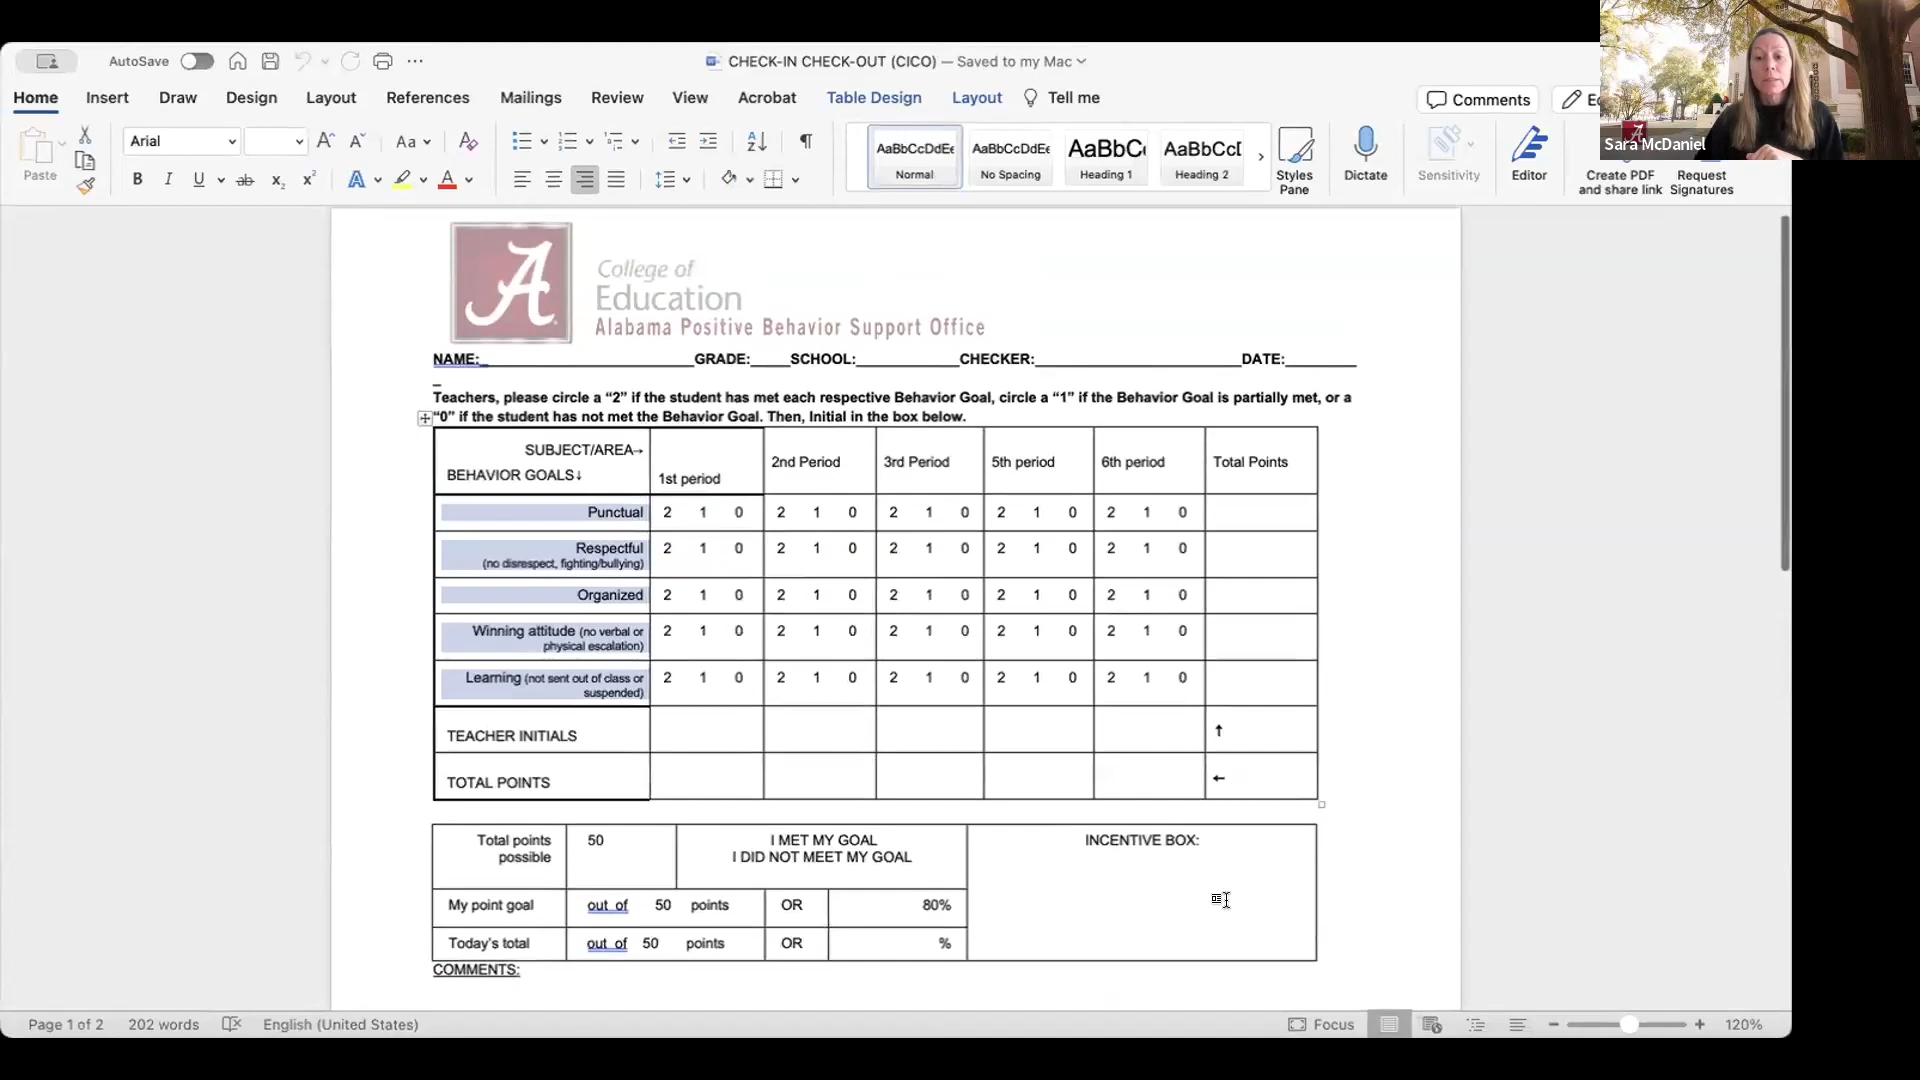 AutoSave
CHECK-IN CHECK-OUT (CICO) — Saved to my Mac
Home Insert Draw Design Layout References Mailings Review View Acrobat Table Design Layout Tell me
Comments
Paste
Arial
Aa
AaBbCcDdEe AaBbCcDdEe AaBbC AaBbCcD
Normal No Spacing Heading 1 Heading 2
Styles
Pane
Dictate
Sensitivity
Editor
Create PDF
and share link
Request
Signatures
Sara McDaniel
College of
Education
Alabama Positive Behavior Support Office
NAME:_ GRADE:_____SCHOOL: CHECKER: DATE:
Teachers, please circle a “2” if the student has met each respective Behavior Goal, circle a “1” if the Behavior Goal is partially met, or a
“0” if the student has not met the Behavior Goal. Then, Initial in the box below.
SUBJECT/AREA→
BEHAVIOR GOALS↓
1st period 2nd Period 3rd Period 5th period 6th period Total Points
Punctual 2 1 0 2 1 0 2 1 0 2 1 0 2 1 0
Respectful 2 1 0 2 1 0 2 1 0 2 1 0 2 1 0
(no disrespect, fighting/bullying)
Organized 2 1 0 2 1 0 2 1 0 2 1 0 2 1 0
Winning attitude (no verbal or 2 1 0 2 1 0 2 1 0 2 1 0 2 1 0
physical escalation)
Learning (not sent out of class or 2 1 0 2 1 0 2 1 0 2 1 0 2 1 0
suspended)
TEACHER INITIALS ↑
TOTAL POINTS ←
Total points 50 I MET MY GOAL INCENTIVE BOX:
possible I DID NOT MEET MY GOAL
My point goal out of 50 points OR 80%
Today's total out of 50 points OR %
COMMENTS:
Page 1 of 2 202 words English (United States) Focus 120%